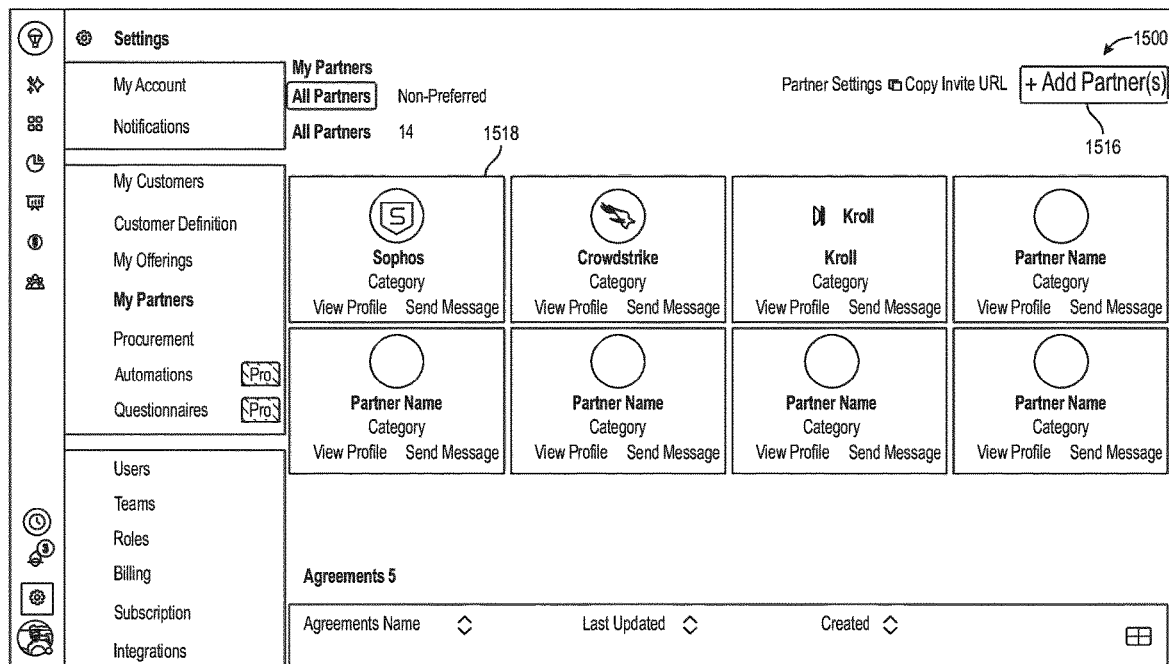 Settings
My Account
Notifications
My Customers
Customer Definition
My Offerings
My Partners
Procurement
Automations Pro
Questionnaires Pro
Users
Teams
Roles
Billing
Subscription
Integrations
1500
My Partners
All Partners Non-Preferred
Partner Settings Copy Invite URL + Add Partner(s)
All Partners 14
1518
1516
S
Sophos
Category
View Profile Send Message
Crowdstrike
Category
View Profile Send Message
Kroll
Kroll
Category
View Profile Send Message
Partner Name
Category
View Profile Send Message
Partner Name
Category
View Profile Send Message
Partner Name
Category
View Profile Send Message
Partner Name
Category
View Profile Send Message
Partner Name
Category
View Profile Send Message
Agreements 5
Agreements Name Last Updated Created